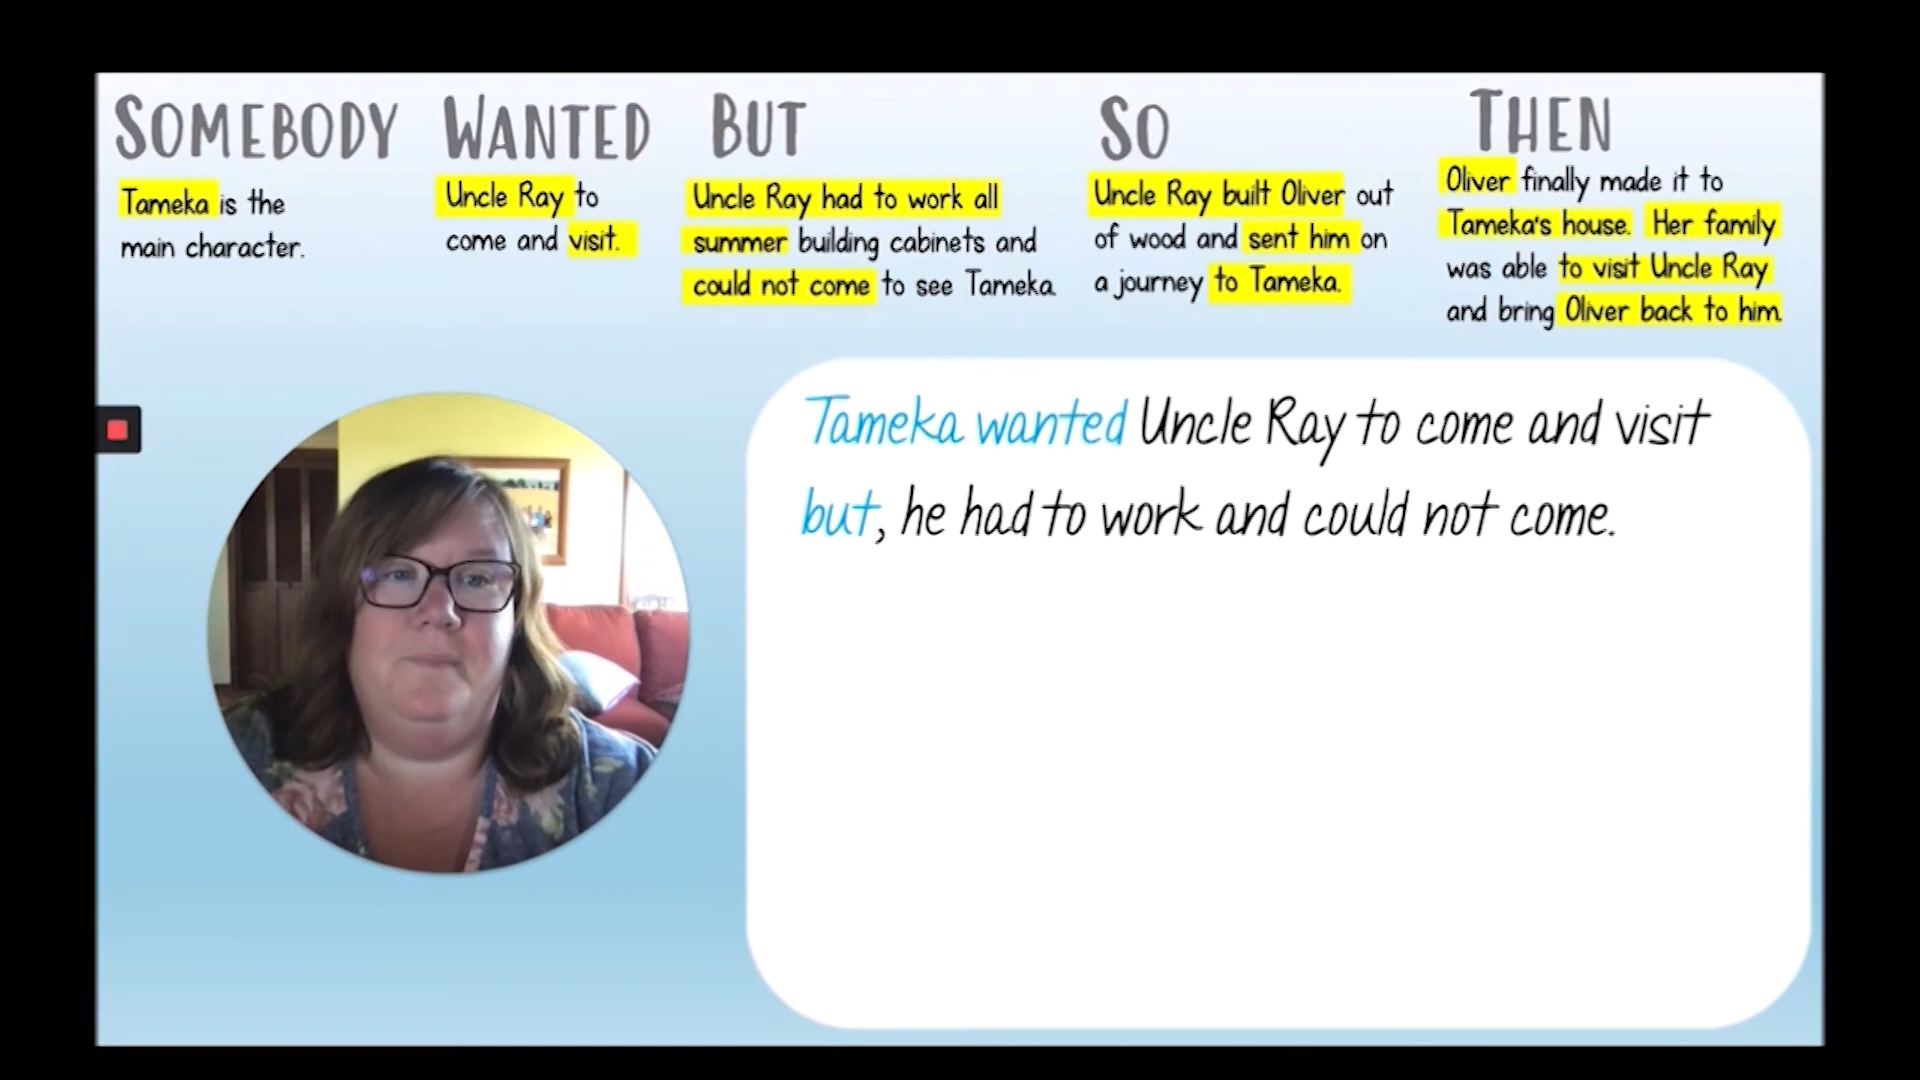 SOMEBODY
Tameka is the
main character.
WANTED
Uncle Ray to
come and visit.
BUT
Uncle Ray had to work all
summer building cabinets and
could not come to see Tameka.
SO
Uncle Ray built Oliver out
of wood and sent him on
a journey to Tameka.
THEN
Oliver finally made it to
Tameka's house. Her family
was able to visit Uncle Ray
and bring Oliver back to him.
Tameka wanted Uncle Ray to come and visit
but, he had to work and could not come.